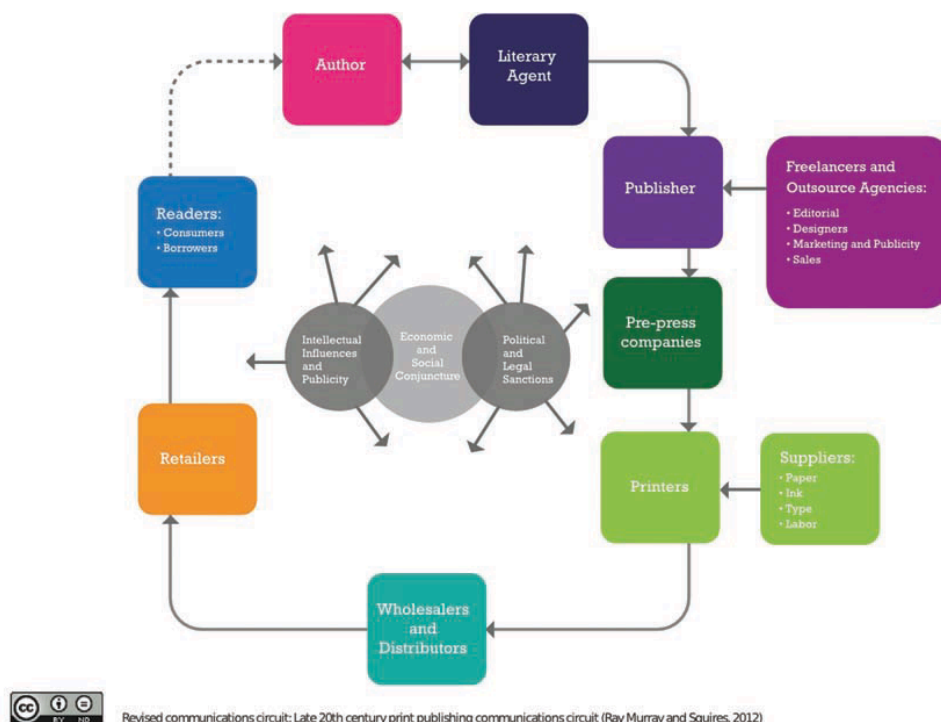 Author
Literary
Agent
Publisher
Freelancers and
Outsource Agencies:
• Editorial
• Designers
• Marketing and Publicity
• Sales
Readers:
• Consumers
• Borrowers
Intellectual
Influences
and
Publicity
Economic
and
Social
Conjuncture
Political
and
Legal
Sanctions
Pre-press
companies
Retailers
Printers
Suppliers:
• Paper
• Ink
• Type
• Labor
Wholesalers
and
Distributors
cc
BY ND
Revised communications circuit: Late 20th century print publishing communications circuit (Ray Murray and Squires, 2012)